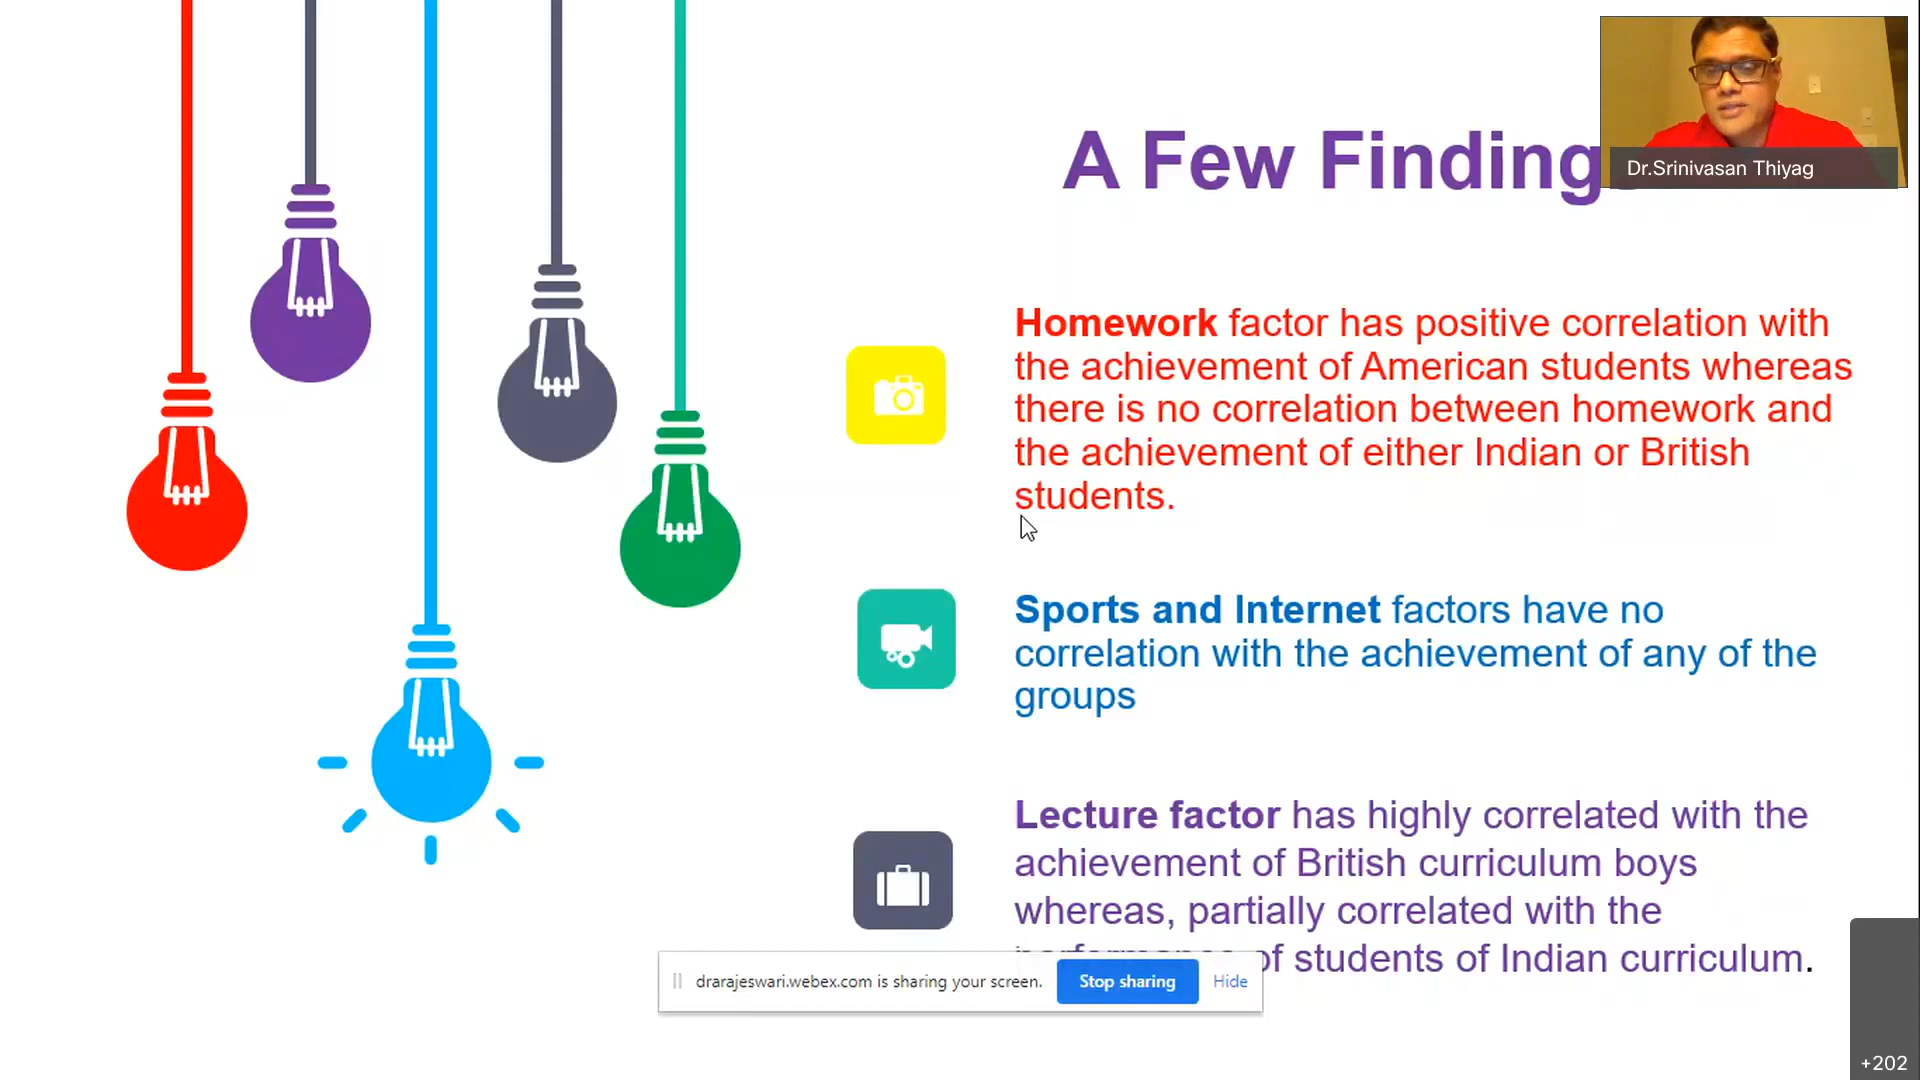 A Few Finding
Dr.Srinivasan Thiyag
Homework factor has positive correlation with
the achievement of American students whereas
there is no correlation between homework and
the achievement of either Indian or British
students.
Sports and Internet factors have no
correlation with the achievement of any of the
groups
Lecture factor has highly correlated with the
achievement of British curriculum boys
whereas, partially correlated with the
of students of Indian curriculum.
drarajeswari.webex.com is sharing your screen.
Stop sharing
Hide
+202